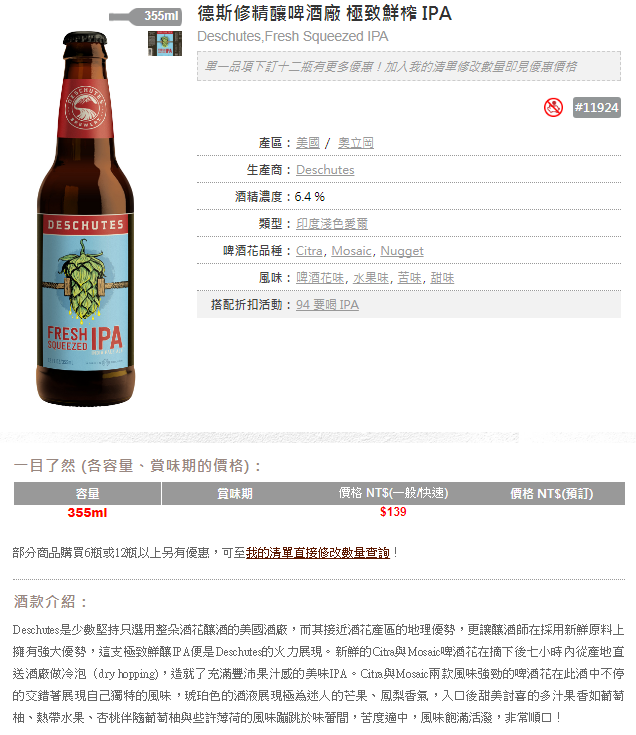 355ml
德斯修精釀啤酒廠 極致鮮榨 IPA
Deschutes,Fresh Squeezed IPA
單一品項下訂十二瓶有更多優惠！加入我的清單修改數量即見優惠價格
#11924
產區： 美國 / 奧立岡
生產商： Deschutes
酒精濃度： 6.4 %
類型： 印度淺色愛爾
啤酒花品種： Citra, Mosaic, Nugget
風味： 啤酒花味, 水果味, 苦味, 甜味
搭配折扣活動： 94 要喝 IPA
DESCHUTES
BREWERY
DESCHUTES
FRESH SQUEEZED IPA
一目了然 (各容量、賞味期的價格)：
容量 賞味期 價格 NT$(一般/快速) 價格 NT$(預訂)
355ml $139
部分商品購買6瓶或12瓶以上另有優惠，可至我的清單直接修改數量查詢！
酒款介紹：
Deschutes是少數堅持只選用整朵酒花釀酒的美國酒廠，而其接近酒花產區的地理優勢，更讓釀酒師在採用新鮮原料上
擁有強大優勢，這支極致鮮釀IPA便是Deschutes的火力展現。新鮮的Citra與Mosaic啤酒花在摘下後七小時內從產地直
送酒廠做冷泡（dry hopping)，造就了充滿豐沛果汁感的美味IPA。Citra與Mosaic兩款風味強勁的啤酒花在此酒中不停
的交錯著展現自己獨特的風味，琥珀色的酒液展現極為迷人的芒果、鳳梨香氣，入口後甜美討喜的多汁果香如葡萄
柚、熱帶水果、杏桃伴隨葡萄柚與些許薄荷的風味蹦跳於味蕾間，苦度適中，風味飽滿活潑，非常順口！